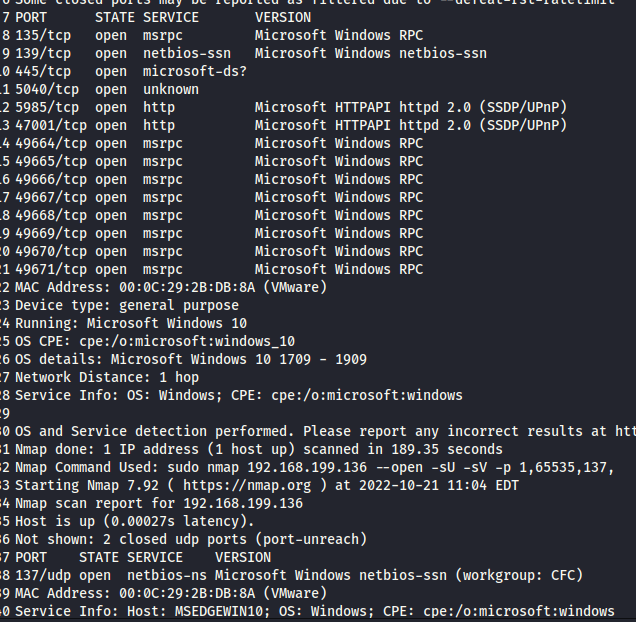 6 Some closed ports may be reported as filtered due to --defeat-rst-ratelimit
7 PORT STATE SERVICE VERSION
8 135/tcp open msrpc Microsoft Windows RPC
9 139/tcp open netbios-ssn Microsoft Windows netbios-ssn
10 445/tcp open microsoft-ds?
11 5040/tcp open unknown
12 5985/tcp open http Microsoft HTTPAPI httpd 2.0 (SSDP/UPnP)
13 47001/tcp open http Microsoft HTTPAPI httpd 2.0 (SSDP/UPnP)
14 49664/tcp open msrpc Microsoft Windows RPC
15 49665/tcp open msrpc Microsoft Windows RPC
16 49666/tcp open msrpc Microsoft Windows RPC
17 49667/tcp open msrpc Microsoft Windows RPC
18 49668/tcp open msrpc Microsoft Windows RPC
19 49669/tcp open msrpc Microsoft Windows RPC
20 49670/tcp open msrpc Microsoft Windows RPC
21 49671/tcp open msrpc Microsoft Windows RPC
22 MAC Address: 00:0C:29:2B:DB:8A (VMware)
23 Device type: general purpose
24 Running: Microsoft Windows 10
25 OS CPE: cpe:/o:microsoft:windows_10
26 OS details: Microsoft Windows 10 1709 - 1909
27 Network Distance: 1 hop
28 Service Info: OS: Windows; CPE: cpe:/o:microsoft:windows
29
30 OS and Service detection performed. Please report any incorrect results at htt
31 Nmap done: 1 IP address (1 host up) scanned in 189.35 seconds
32 Nmap Command Used: sudo nmap 192.168.199.136 --open -sU -sV -p 1,65535,137,
33 Starting Nmap 7.92 ( https://nmap.org ) at 2022-10-21 11:04 EDT
34 Nmap scan report for 192.168.199.136
35 Host is up (0.00027s latency).
36 Not shown: 2 closed udp ports (port-unreach)
37 PORT STATE SERVICE VERSION
38 137/udp open netbios-ns Microsoft Windows netbios-ssn (workgroup: CFC)
39 MAC Address: 00:0C:29:2B:DB:8A (VMware)
40 Service Info: Host: MSEDGEWIN10; OS: Windows; CPE: cpe:/o:microsoft:windows